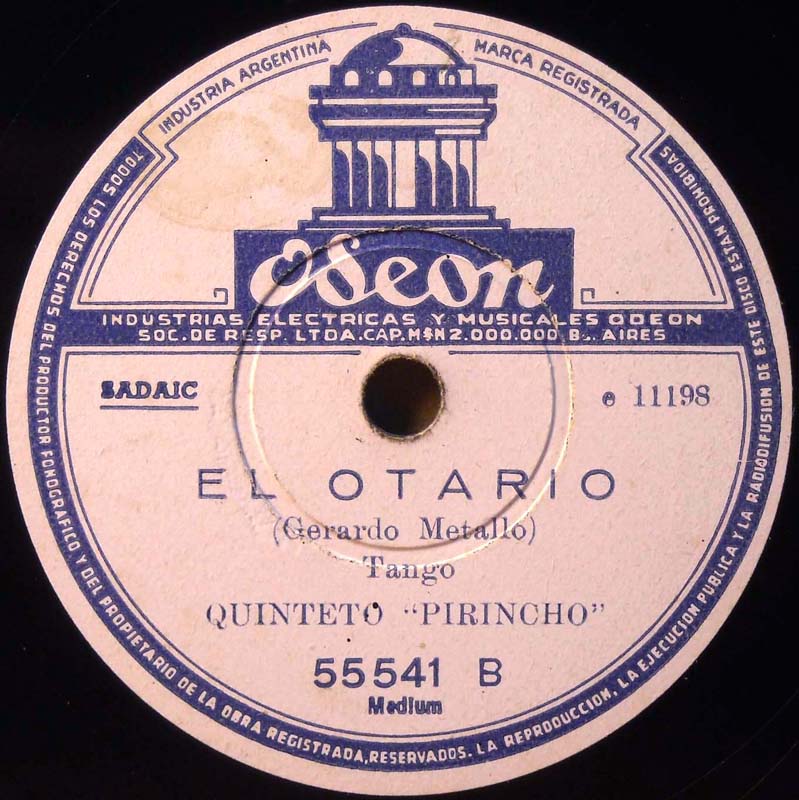 INDUSTRIA ARGENTINA
MARCA REGISTRADA
Odeon
INDUSTRIAS ELECTRICAS Y MUSICALES ODEON
SOC. DE RESP. LTDA. CAP. M$N 2.000.000 Bs. AIRES
SADAIC
e 11198
EL OTARIO
(Gerardo Metallo)
Tango
QUINTETO "PIRINCHO"
55541 B
Medium
TODOS LOS DERECHOS DEL PRODUCTOR FONOGRAFICO Y DEL PROPIETARIO DE LA OBRA REGISTRADA, RESERVADOS. LA REPRODUCCION, LA EJECUCION PUBLICA Y LA RADIODIFUSION DE ESTE DISCO ESTAN PROHIBIDAS